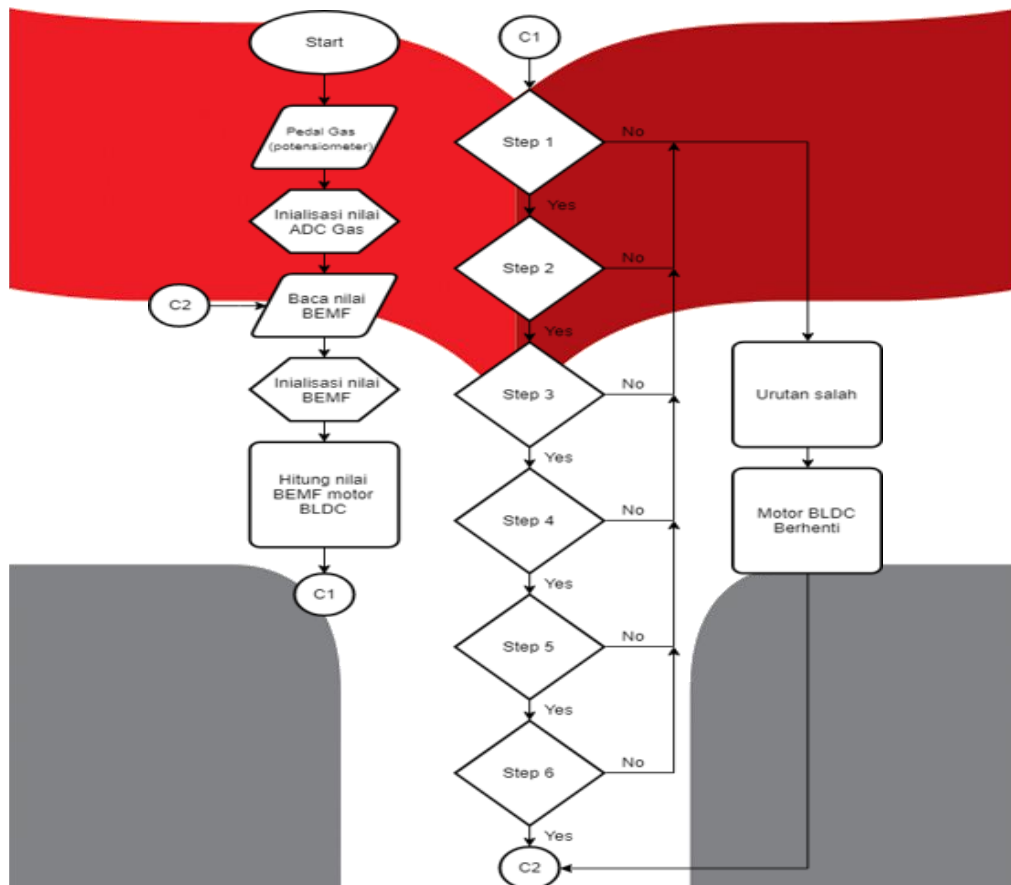 Start
Pedal Gas
(potensiometer)
Inialisasi nilai
ADC Gas
C2
Baca nilai
BEMF
Inialisasi nilai
BEMF
Hitung nilai
BEMF motor
BLDC
C1
C1
Step 1
No
Yes
Step 2
No
Yes
Step 3
No
Yes
Step 4
No
Yes
Step 5
No
Yes
Step 6
No
Yes
C2
Urutan salah
Motor BLDC
Berhenti